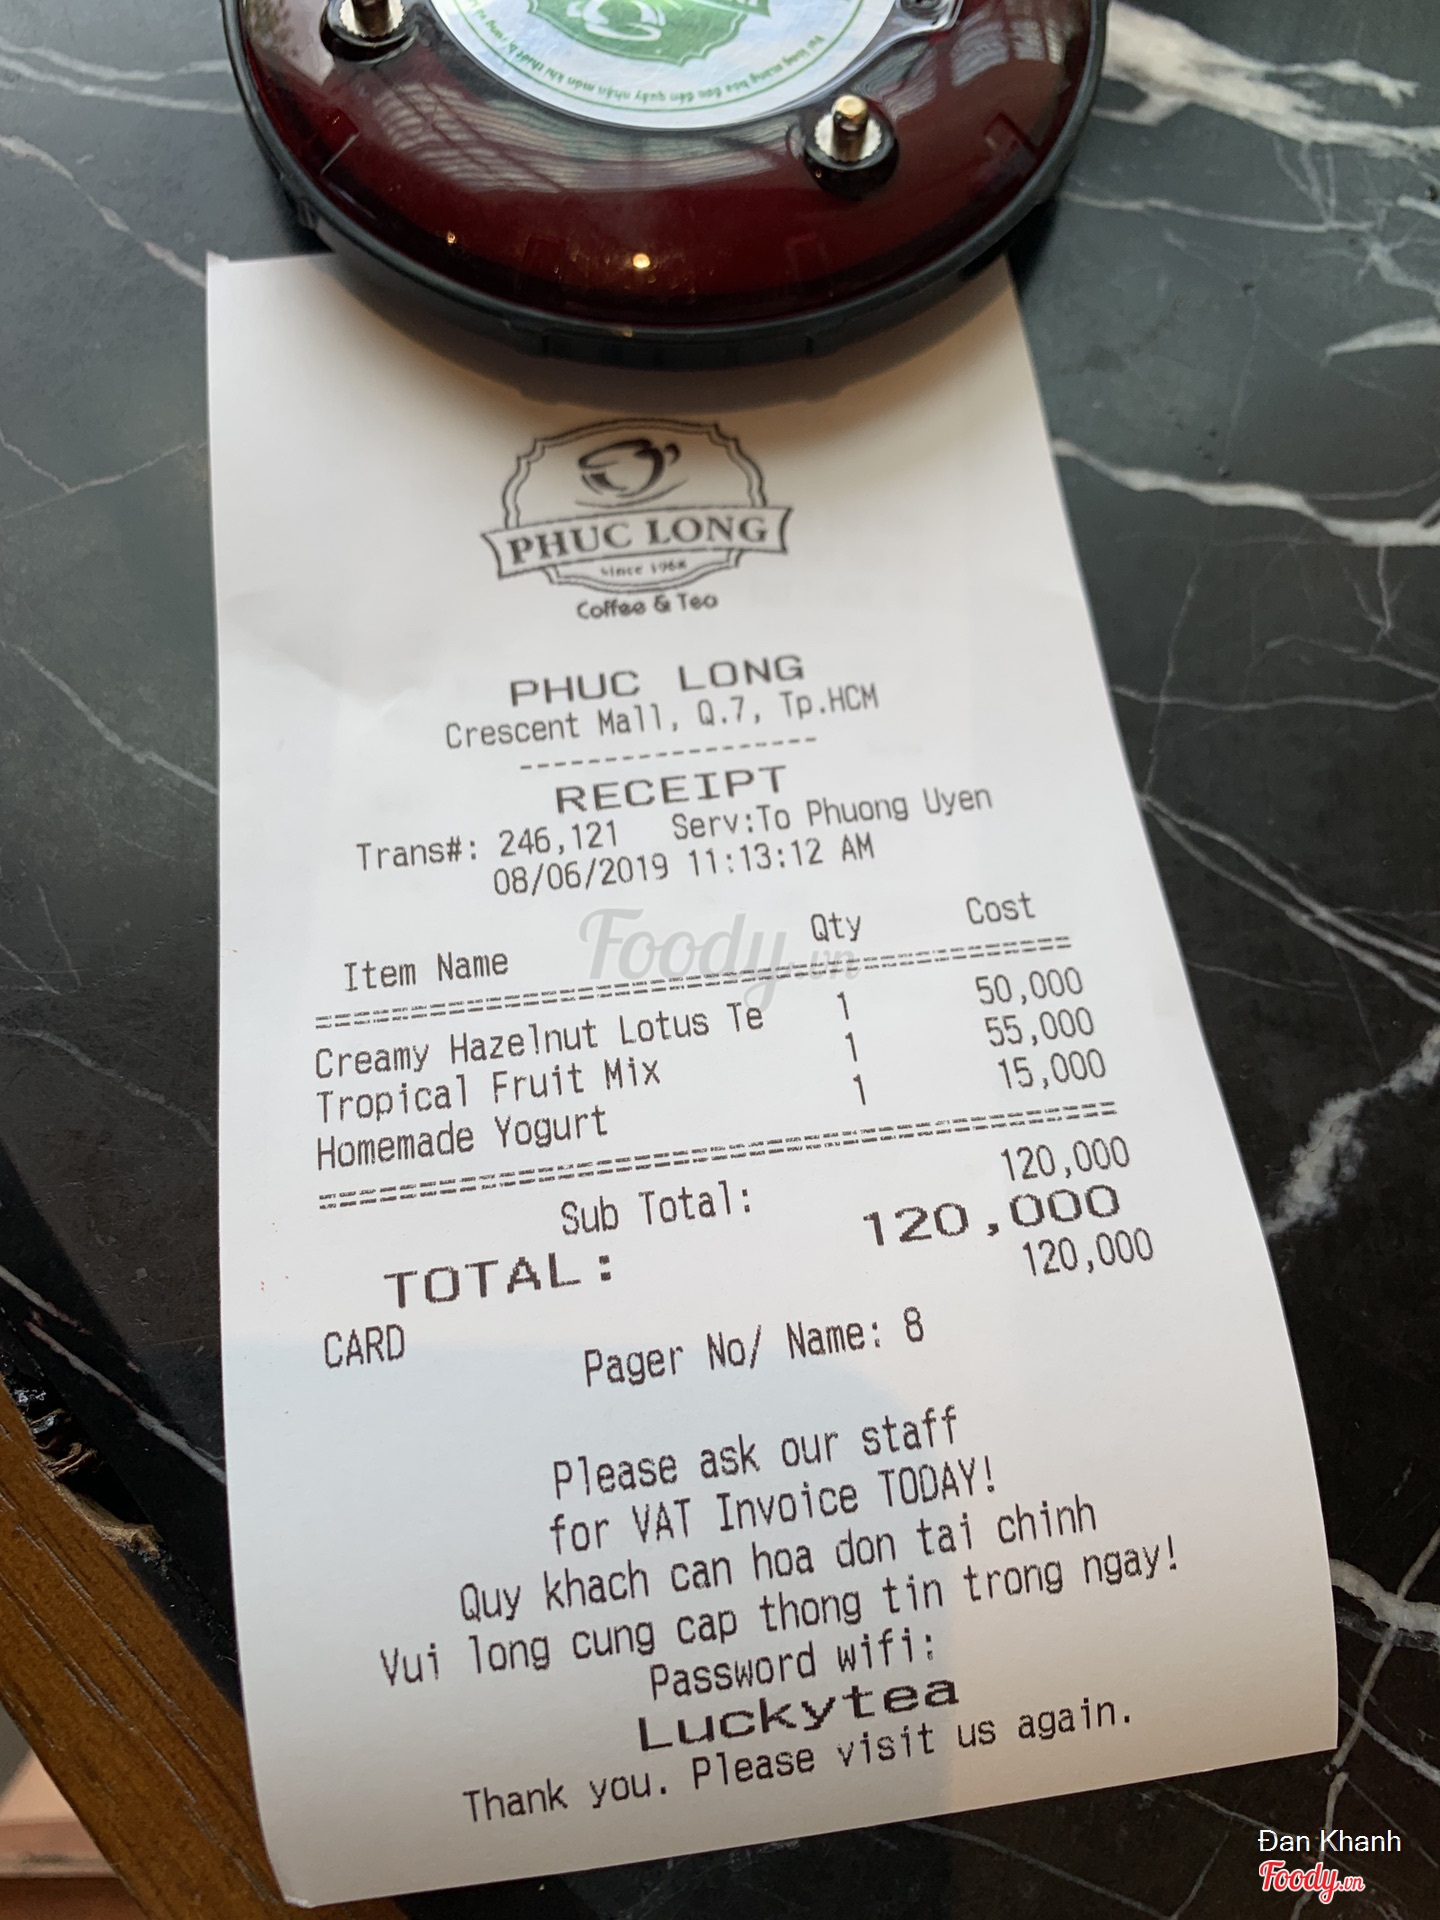 PHUC LONG
Since 1968
Coffee & Tea
PHUC LONG
Crescent Mall, Q.7, Tp.HCM
------------------
RECEIPT
Trans#: 246,121 Serv:To Phuong Uyen
08/06/2019 11:13:12 AM
Item Name Qty Cost
Creamy Hazelnut Lotus Te 1 50,000
Tropical Fruit Mix 1 55,000
Homemade Yogurt 1 15,000
Sub Total: 120,000
TOTAL: 120,000
CARD 120,000
Pager No/ Name: 8
Please ask our staff
for VAT Invoice TODAY!
Quy khach can hoa don tai chinh
Vui long cung cap thong tin trong ngay!
Password wifi:
Luckytea
Thank you. Please visit us again.
Foody.vn
Đan Khanh
Foody.vn